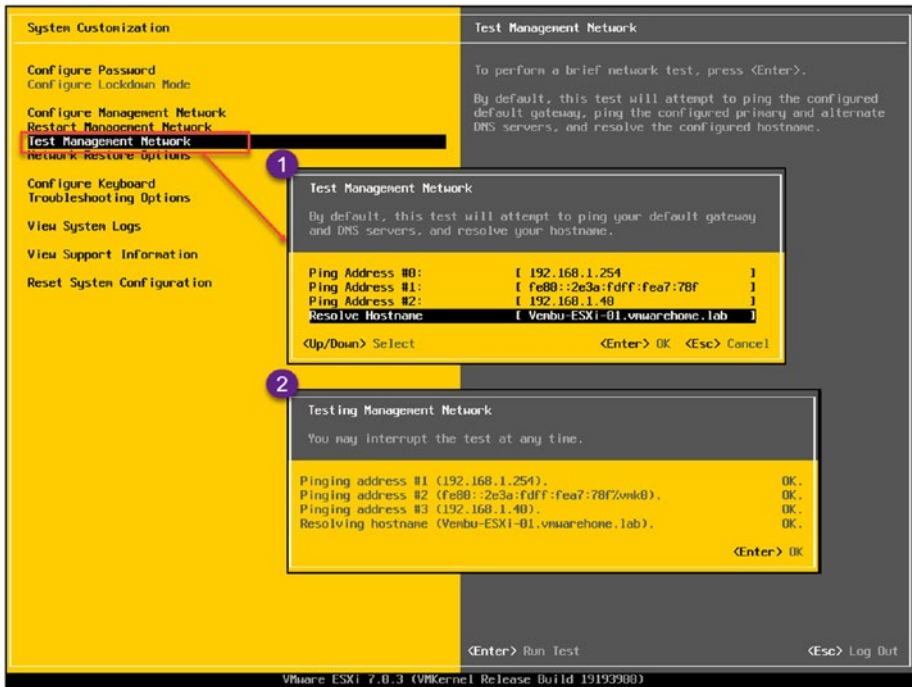 System Customization
Test Management Network
Configure Password
Configure Lockdown Mode
Configure Management Network
Restart Management Network
Test Management Network
Network Restore Options
Configure Keyboard
Troubleshooting Options
View System Logs
View Support Information
Reset System Configuration
To perform a brief network test, press <Enter>.
By default, this test will attempt to ping the configured
default gateway, ping the configured primary and alternate
DNS servers, and resolve the configured hostname.
1
Test Management Network
By default, this test will attempt to ping your default gateway
and DNS servers, and resolve your hostname.
Ping Address #0: [ 192.168.1.254 ]
Ping Address #1: [ fe80::2e3a:fdff:fea7:78f ]
Ping Address #2: [ 192.168.1.40 ]
Resolve Hostname [ Vembu-ESXi-01.vmwarehome.lab ]
<Up/Down> Select <Enter> OK <Esc> Cancel
2
Testing Management Network
You may interrupt the test at any time.
Pinging address #1 (192.168.1.254). OK.
Pinging address #2 (fe80::2e3a:fdff:fea7:78f%vmk0). OK.
Pinging address #3 (192.168.1.40). OK.
Resolving hostname (Vembu-ESXi-01.vmwarehome.lab). OK.
<Enter> OK
<Enter> Run Test <Esc> Log Out
VMware ESXi 7.0.3 (VMKernel Release Build 19193900)